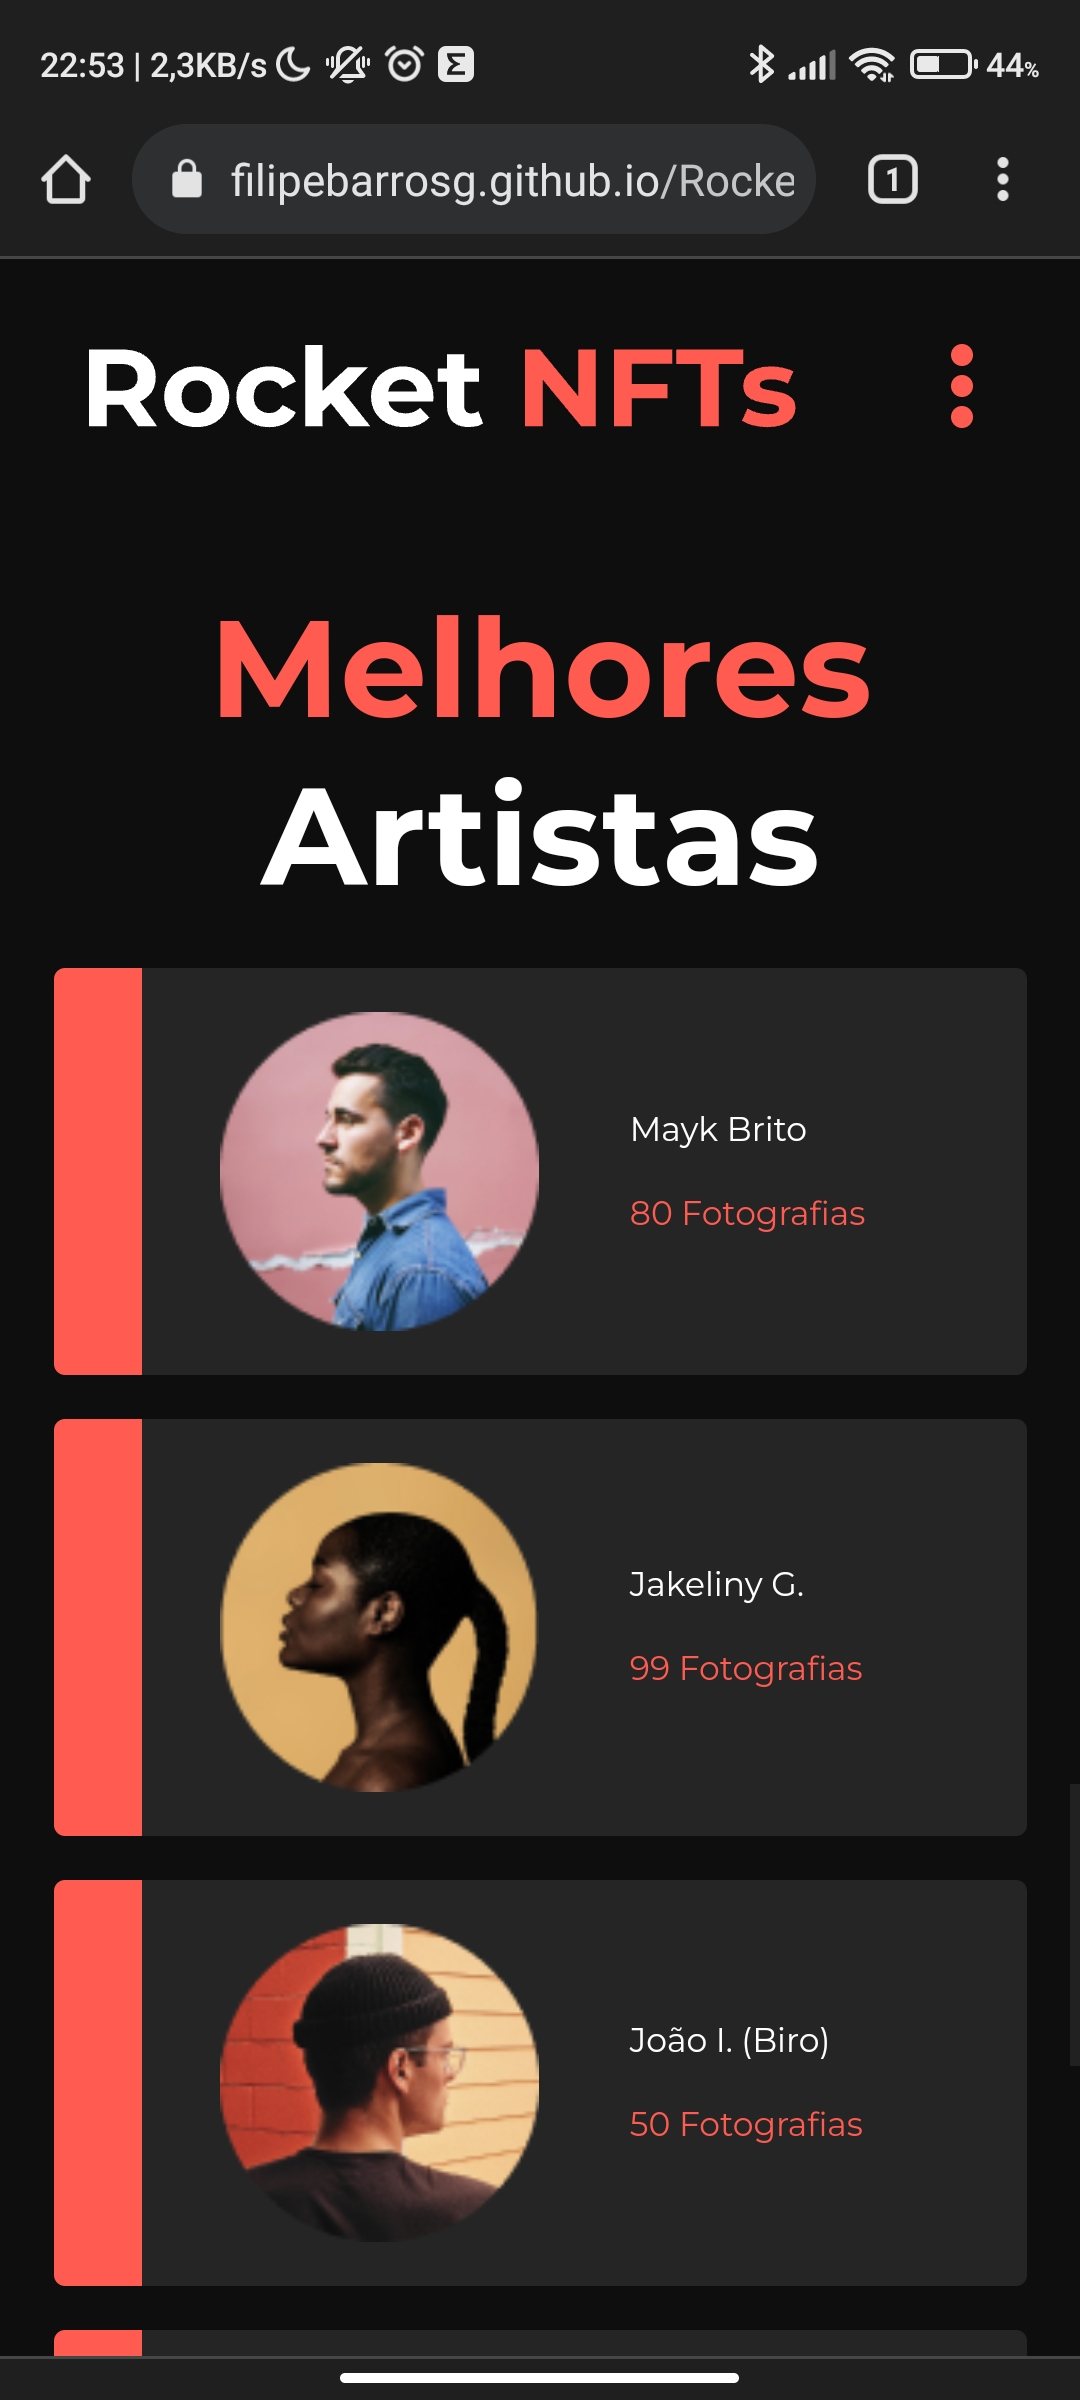 22:53 | 2,3KB/s
44%
filipebarrosg.github.io/Rocke
1
Rocket NFTs
Melhores
Artistas
Mayk Brito
80 Fotografias
Jakeliny G.
99 Fotografias
João I. (Biro)
50 Fotografias